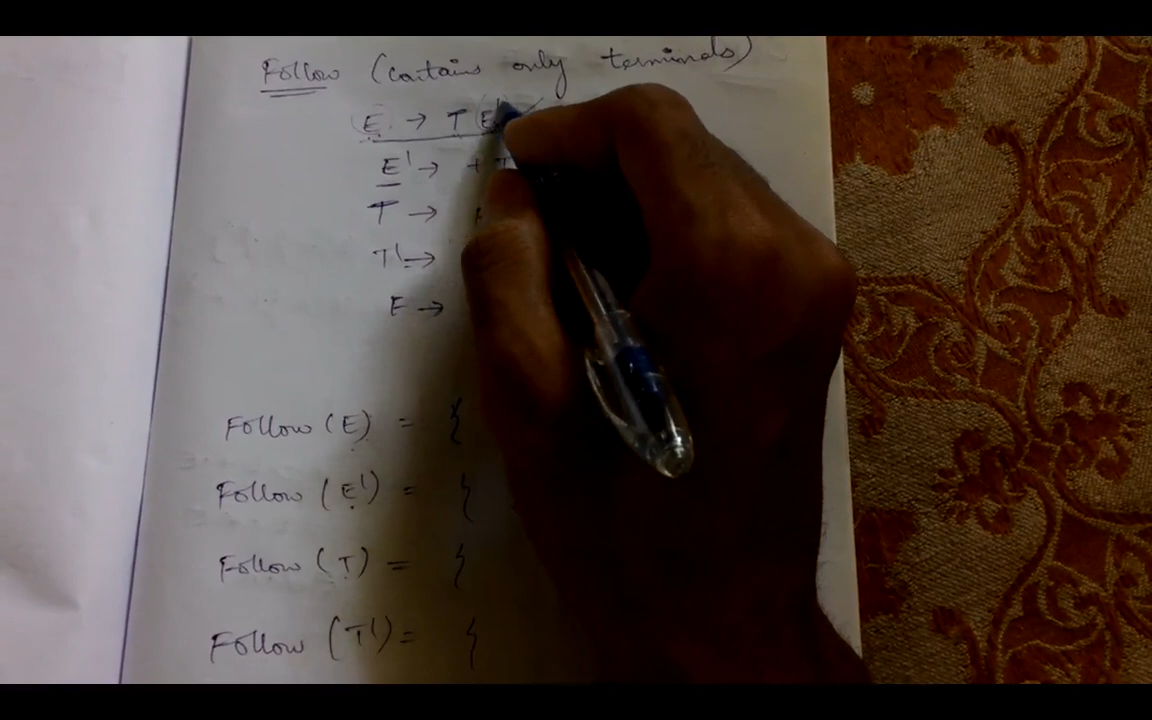 Follow (contains only terminals)
E → T E'
E' → + T
T →
T' →
F →
Follow (E) = {
Follow (E') = {
Follow (T) = {
Follow (T') = {